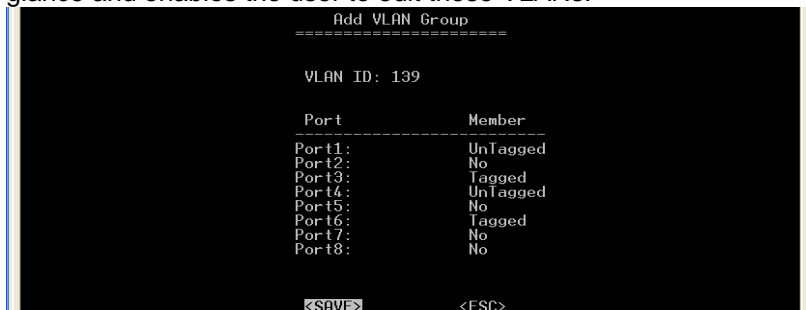 glance and enables the user to edit these VLANs.
Add VLAN Group
======================
VLAN ID: 139
Port Member
--------------------------
Port1: UnTagged
Port2: No
Port3: Tagged
Port4: UnTagged
Port5: No
Port6: Tagged
Port7: No
Port8: No
<SAVE> <ESC>